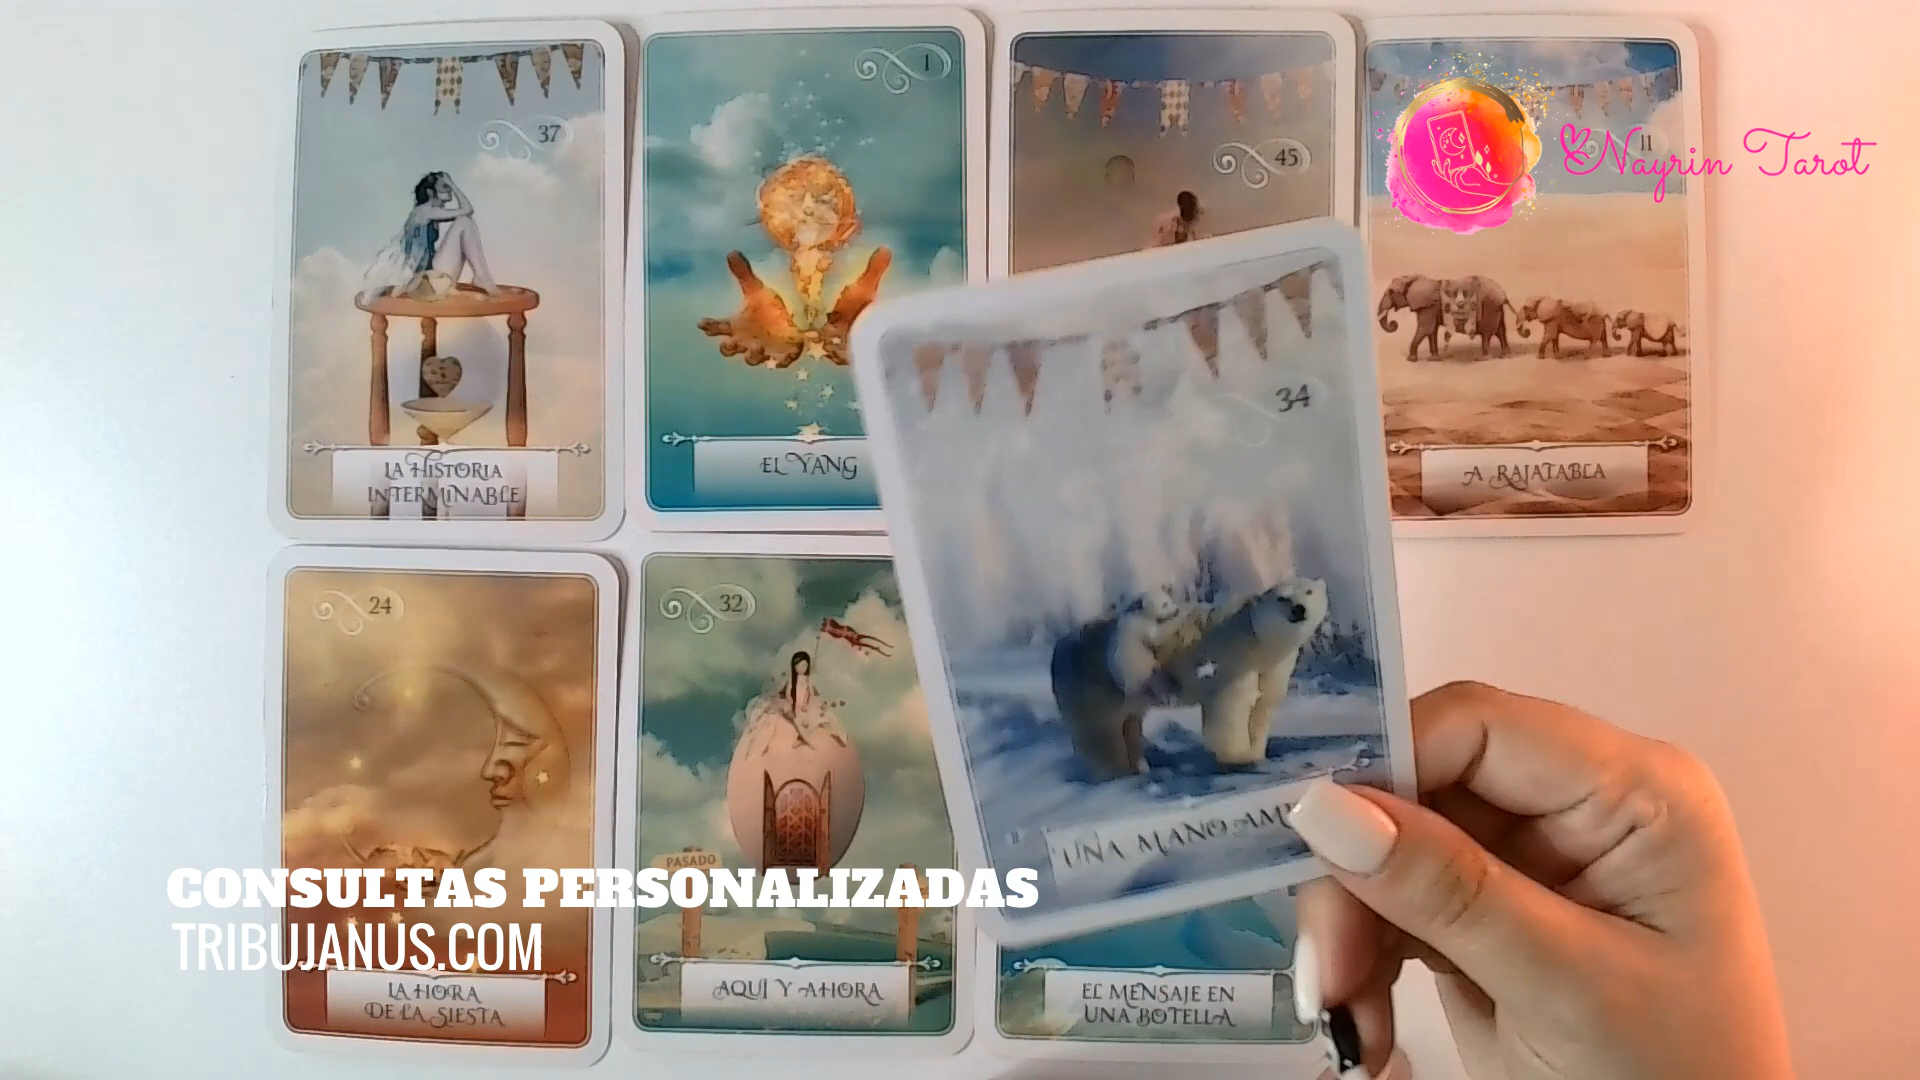 37
LA HISTORIA
INTERMINABLE
1
EL YANG
45
11
A RAJATABLA
Nayrin Tarot
34
UNA MANO
24
LA HORA
DE LA SIESTA
32
PASADO
AQUÍ Y AHORA
EL MENSAJE EN
UNA BOTELLA
CONSULTAS PERSONALIZADAS
TRIBUJANUS.COM